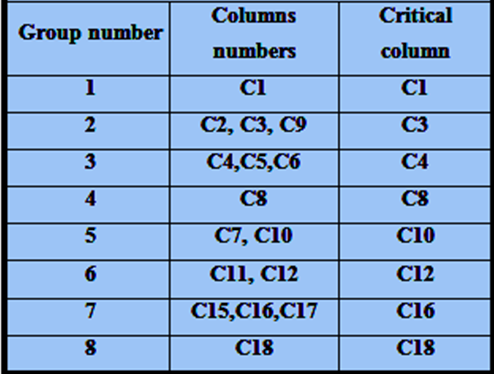 Group number Columns numbers Critical column
1 C1 C1
2 C2, C3, C9 C3
3 C4,C5,C6 C4
4 C8 C8
5 C7, C10 C10
6 C11, C12 C12
7 C15,C16,C17 C16
8 C18 C18